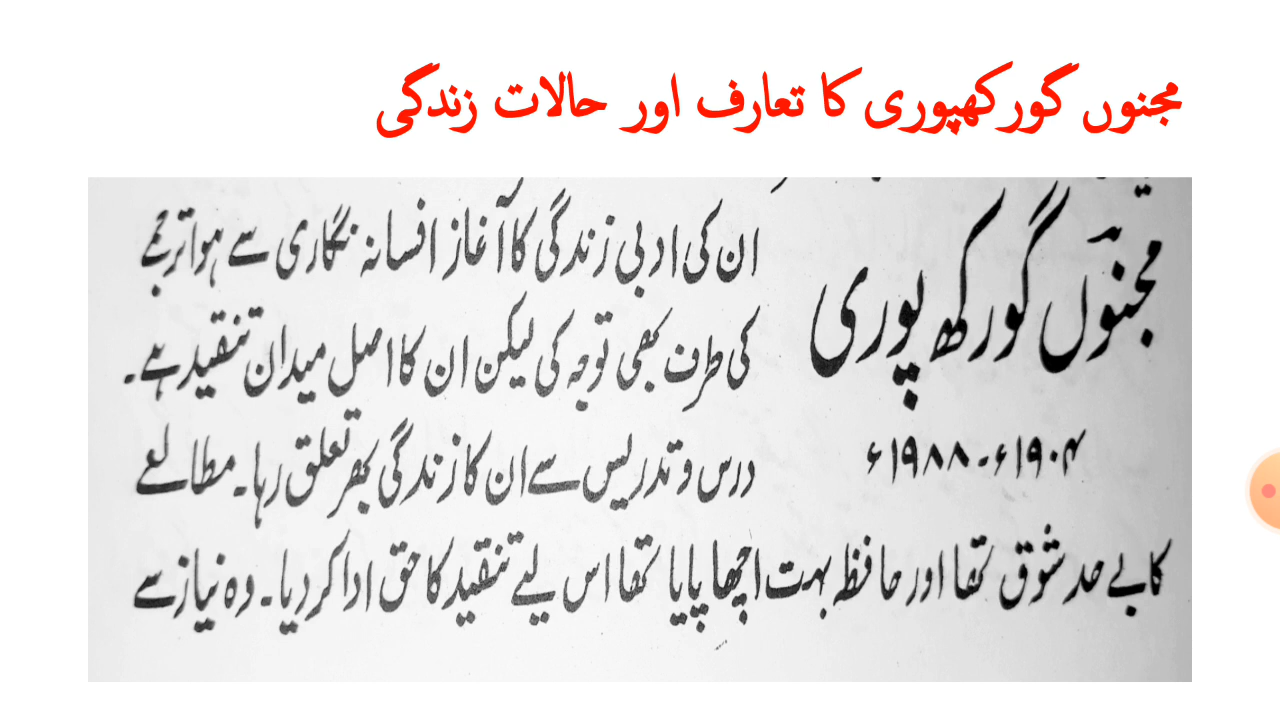 مجنوں گورکھپوری کا تعارف اور حالات زندگی
مجنوں گورکھ پوری
۱۹۰۴ء-۱۹۸۸ء
ان کی ادبی زندگی کا آغاز افسانہ نگاری سے ہوا ترجمے
کی طرف بھی توجہ کی لیکن ان کا اصل میدان تنقید ہے۔
درس و تدریس سے ان کا زندگی بھر تعلق رہا۔ مطالعے
کا بے حد شوق تھا اور حافظہ بہت اچھا پایا تھا اس لیے تنقید کا حق ادا کر دیا۔ وہ نیاز سے